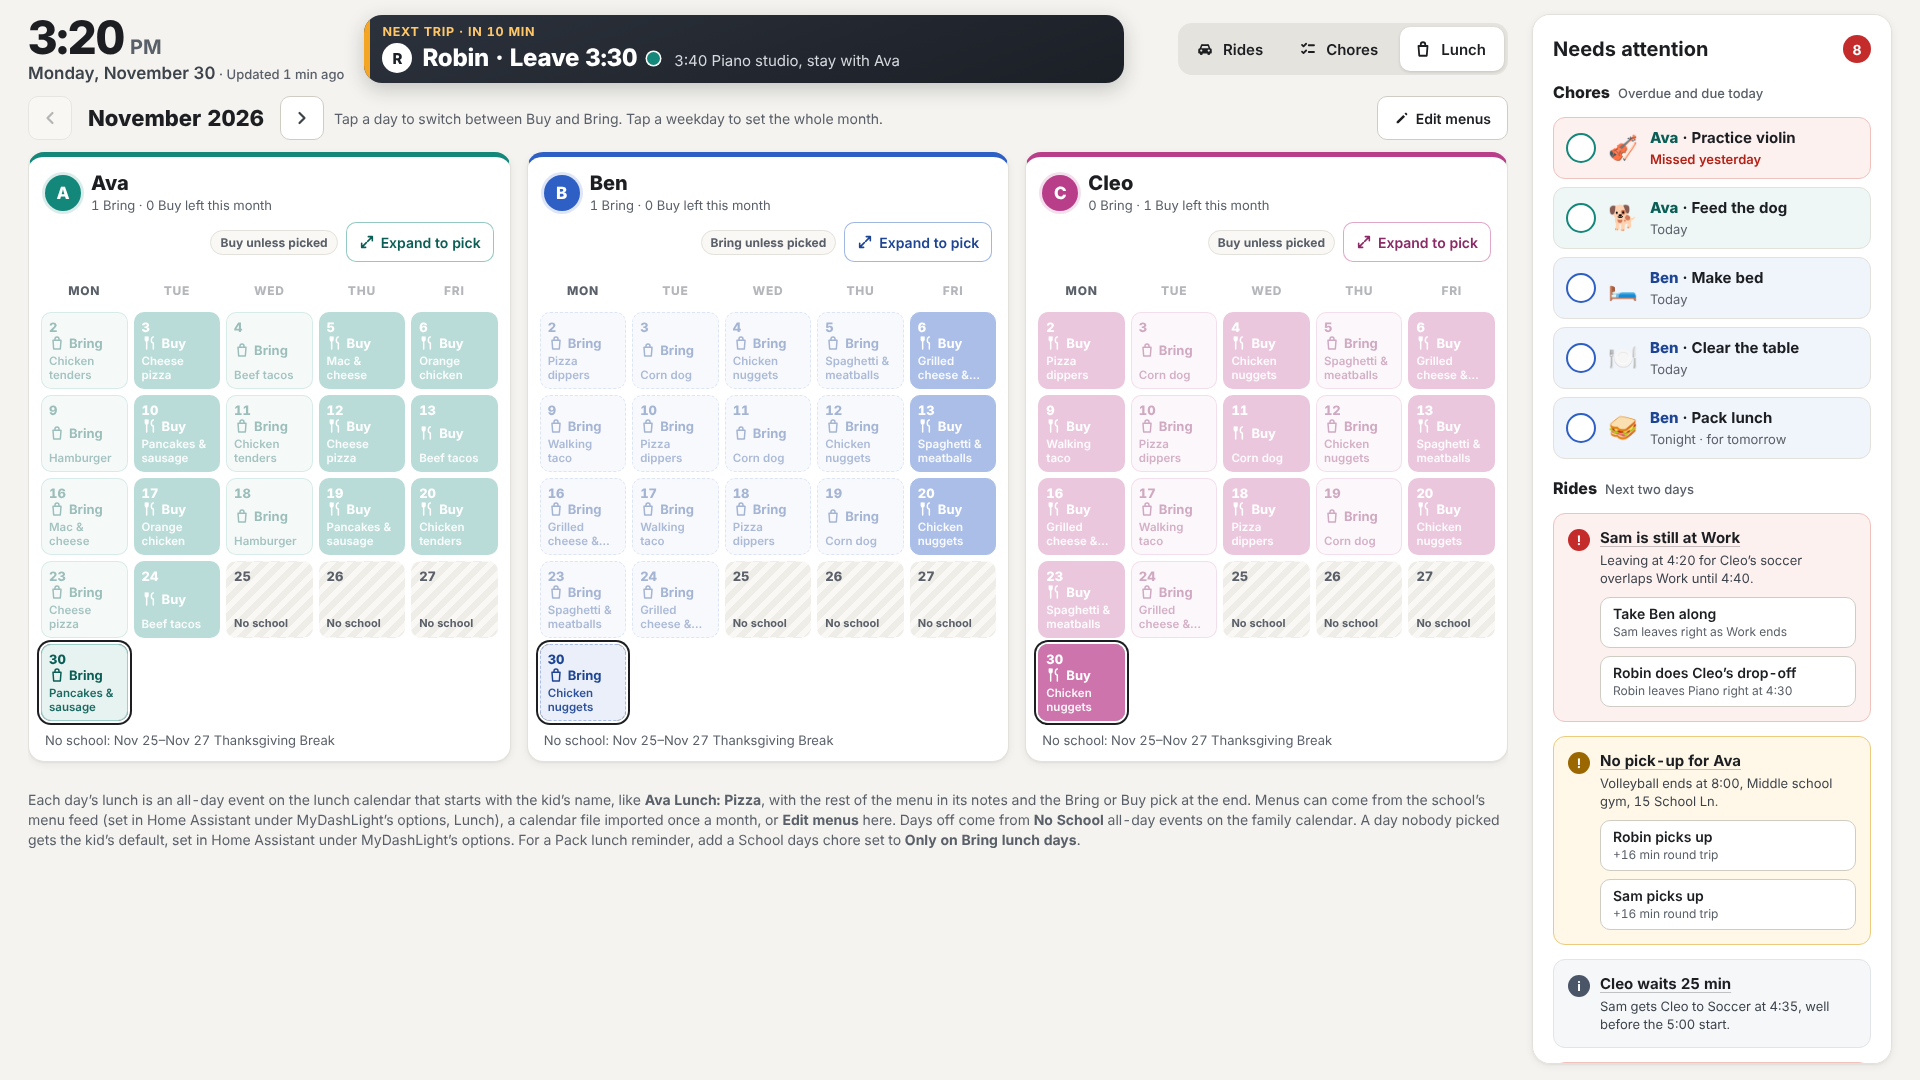 3:20 PM
Monday, November 30 · Updated 1 min ago
NEXT TRIP · IN 10 MIN
R Robin · Leave 3:30 3:40 Piano studio, stay with Ava
Rides Chores Lunch
November 2026 Tap a day to switch between Buy and Bring. Tap a weekday to set the whole month.
Edit menus
A Ava
1 Bring · 0 Buy left this month
Buy unless picked Expand to pick
MON TUE WED THU FRI
2 Bring Chicken tenders
3 Buy Cheese pizza
4 Bring Beef tacos
5 Buy Mac & cheese
6 Buy Orange chicken
9 Bring Hamburger
10 Buy Pancakes & sausage
11 Bring Chicken tenders
12 Buy Cheese pizza
13 Buy Beef tacos
16 Bring Mac & cheese
17 Buy Orange chicken
18 Bring Hamburger
19 Buy Pancakes & sausage
20 Buy Chicken tenders
23 Bring Cheese pizza
24 Buy Beef tacos
25 No school
26 No school
27 No school
30 Bring Pancakes & sausage
No school: Nov 25–Nov 27 Thanksgiving Break
B Ben
1 Bring · 0 Buy left this month
Bring unless picked Expand to pick
MON TUE WED THU FRI
2 Bring Pizza dippers
3 Bring Corn dog
4 Bring Chicken nuggets
5 Bring Spaghetti & meatballs
6 Buy Grilled cheese &...
9 Bring Walking taco
10 Bring Pizza dippers
11 Bring Corn dog
12 Bring Chicken nuggets
13 Buy Spaghetti & meatballs
16 Bring Grilled cheese &...
17 Bring Walking taco
18 Bring Pizza dippers
19 Bring Corn dog
20 Buy Chicken nuggets
23 Bring Spaghetti & meatballs
24 Bring Grilled cheese &...
25 No school
26 No school
27 No school
30 Bring Chicken nuggets
No school: Nov 25–Nov 27 Thanksgiving Break
C Cleo
0 Bring · 1 Buy left this month
Buy unless picked Expand to pick
MON TUE WED THU FRI
2 Buy Pizza dippers
3 Bring Corn dog
4 Buy Chicken nuggets
5 Bring Spaghetti & meatballs
6 Buy Grilled cheese &...
9 Buy Walking taco
10 Bring Pizza dippers
11 Buy Corn dog
12 Bring Chicken nuggets
13 Buy Spaghetti & meatballs
16 Buy Grilled cheese &...
17 Bring Walking taco
18 Buy Pizza dippers
19 Bring Corn dog
20 Buy Chicken nuggets
23 Buy Spaghetti & meatballs
24 Bring Grilled cheese &...
25 No school
26 No school
27 No school
30 Buy Chicken nuggets
No school: Nov 25–Nov 27 Thanksgiving Break
Each day’s lunch is an all-day event on the lunch calendar that starts with the kid’s name, like Ava Lunch: Pizza, with the rest of the menu in its notes and the Bring or Buy pick at the end. Menus can come from the school’s
menu feed (set in Home Assistant under MyDashLight’s options, Lunch), a calendar file imported once a month, or Edit menus here. Days off come from No School all-day events on the family calendar. A day nobody picked
gets the kid’s default, set in Home Assistant under MyDashLight’s options. For a Pack lunch reminder, add a School days chore set to Only on Bring lunch days.
Needs attention 8
Chores Overdue and due today
Ava · Practice violin
Missed yesterday
Ava · Feed the dog
Today
Ben · Make bed
Today
Ben · Clear the table
Today
Ben · Pack lunch
Tonight · for tomorrow
Rides Next two days
! Sam is still at Work
Leaving at 4:20 for Cleo’s soccer
overlaps Work until 4:40.
Take Ben along
Sam leaves right as Work ends
Robin does Cleo’s drop-off
Robin leaves Piano right at 4:30
! No pick-up for Ava
Volleyball ends at 8:00, Middle school
gym, 15 School Ln.
Robin picks up
+16 min round trip
Sam picks up
+16 min round trip
i Cleo waits 25 min
Sam gets Cleo to Soccer at 4:35, well
before the 5:00 start.